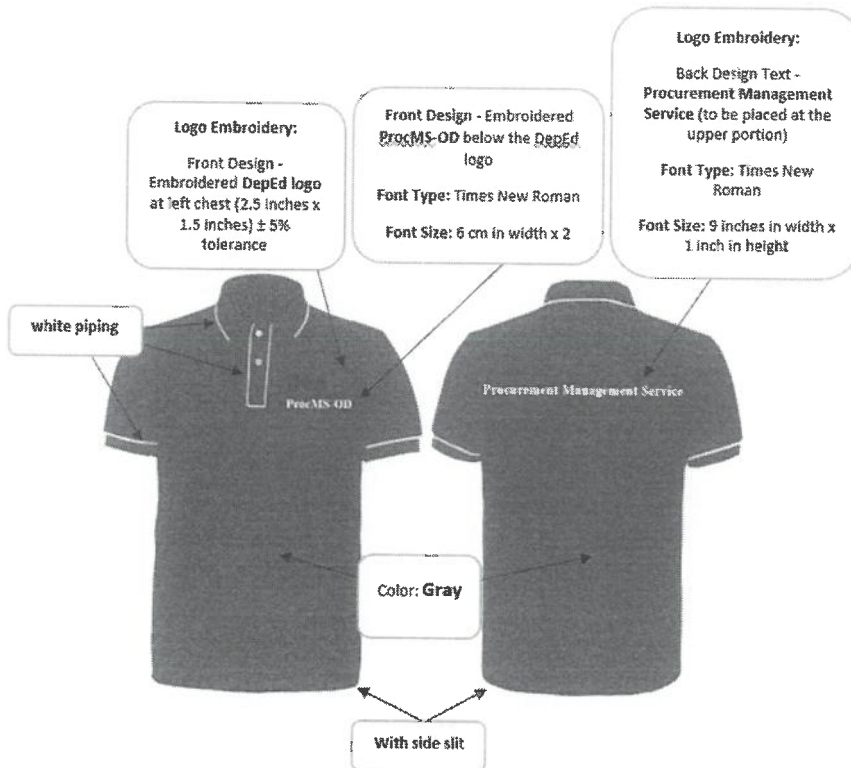 Logo Embroidery:
Front Design -
Embroidered DepEd logo
at left chest (2.5 inches x
1.5 inches) ± 5%
tolerance
Front Design - Embroidered
ProcMS-OD below the DepEd
logo
Font Type: Times New Roman
Font Size: 6 cm in width x 2
Logo Embroidery:
Back Design Text -
Procurement Management
Service (to be placed at the
upper portion)
Font Type: Times New
Roman
Font Size: 9 inches in width x
1 inch in height
white piping
ProcMS-OD
Procurement Management Service
Color: Gray
With side slit